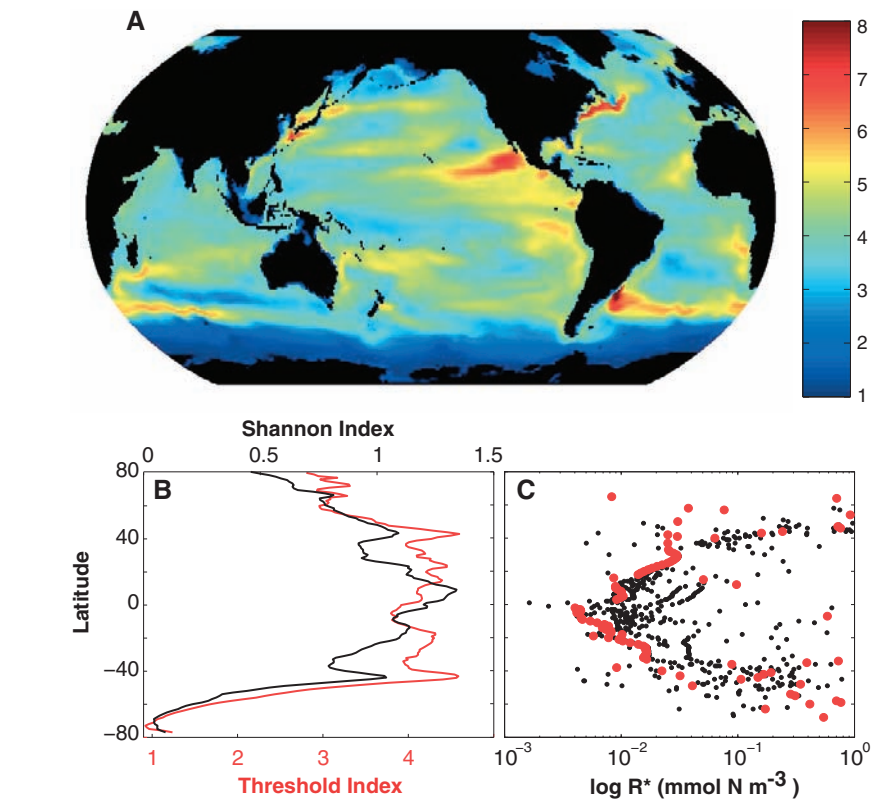 A
8
7
6
5
4
3
2
1
Shannon Index
0 0.5 1 1.5
B
C
80
40
0
−40
−80
Latitude
1 2 3 4
Threshold Index
10−3 10−2 10−1 100
log R* (mmol N m-3 )